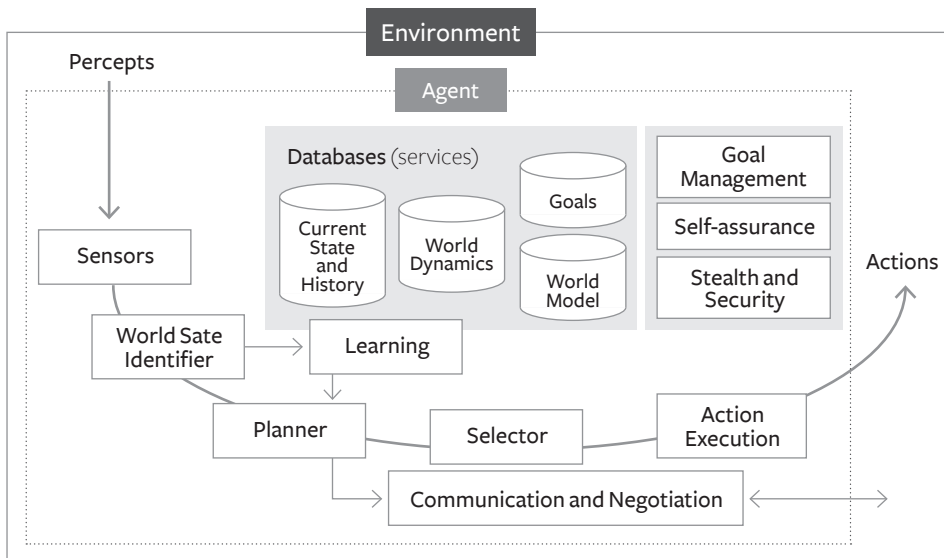 Environment
Percepts
Agent
Databases (services)
Current
State
and
History
World
Dynamics
Goals
World
Model
Goal
Management
Self-assurance
Stealth and
Security
Sensors
Actions
World Sate
Identifier
Learning
Planner
Selector
Action
Execution
Communication and Negotiation